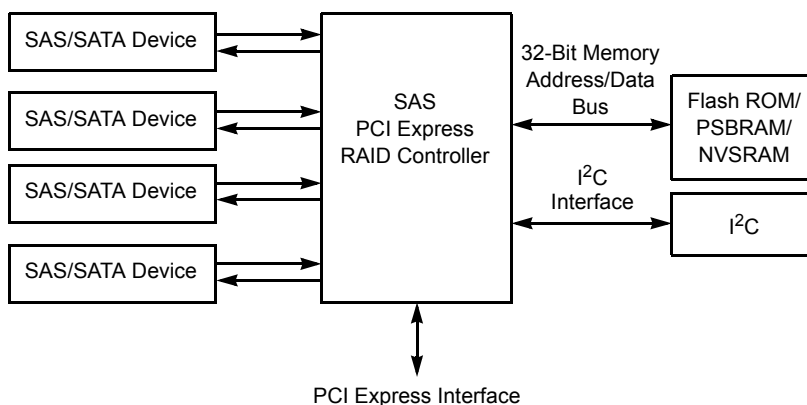 SAS/SATA Device
SAS/SATA Device
SAS/SATA Device
SAS/SATA Device
SAS
PCI Express
RAID Controller
32-Bit Memory
Address/Data
Bus
I²C
Interface
Flash ROM/
PSBRAM/
NVSRAM
I²C
PCI Express Interface